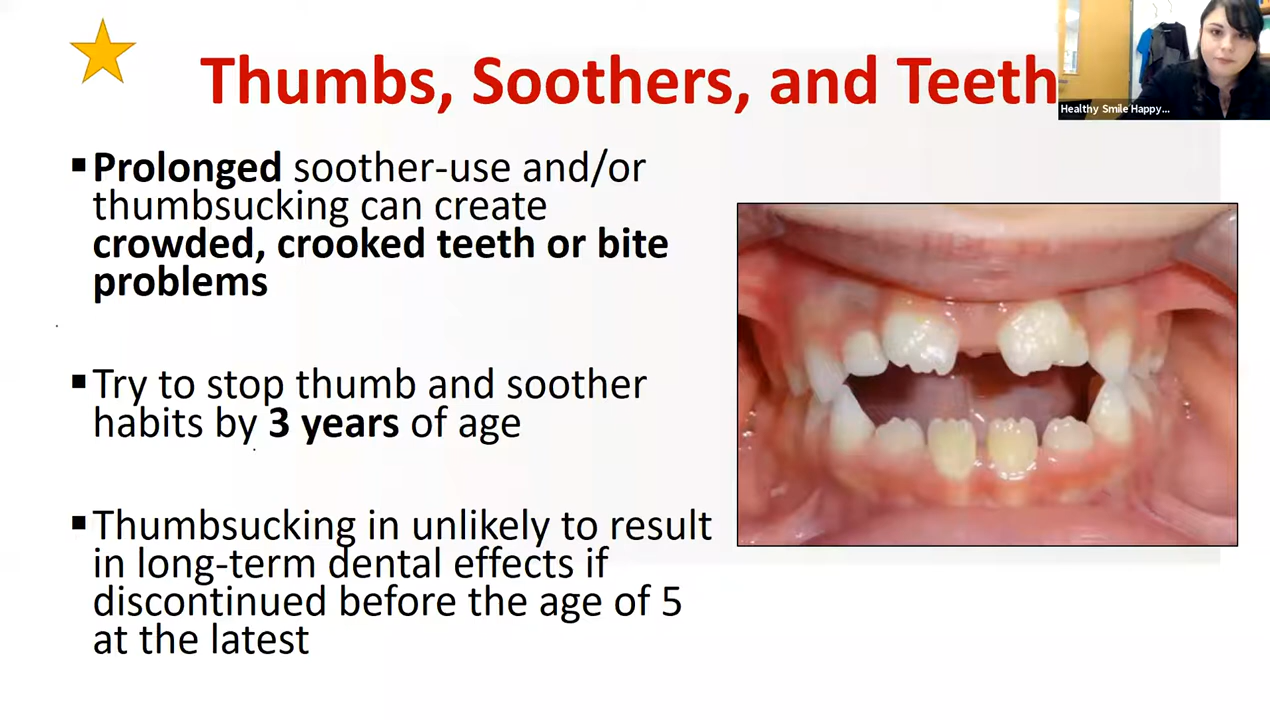 Thumbs, Soothers, and Teeth
Healthy Smile Happy...
▪Prolonged soother-use and/or
thumbsucking can create
crowded, crooked teeth or bite
problems
▪Try to stop thumb and soother
habits by 3 years of age
▪Thumbsucking in unlikely to result
in long-term dental effects if
discontinued before the age of 5
at the latest